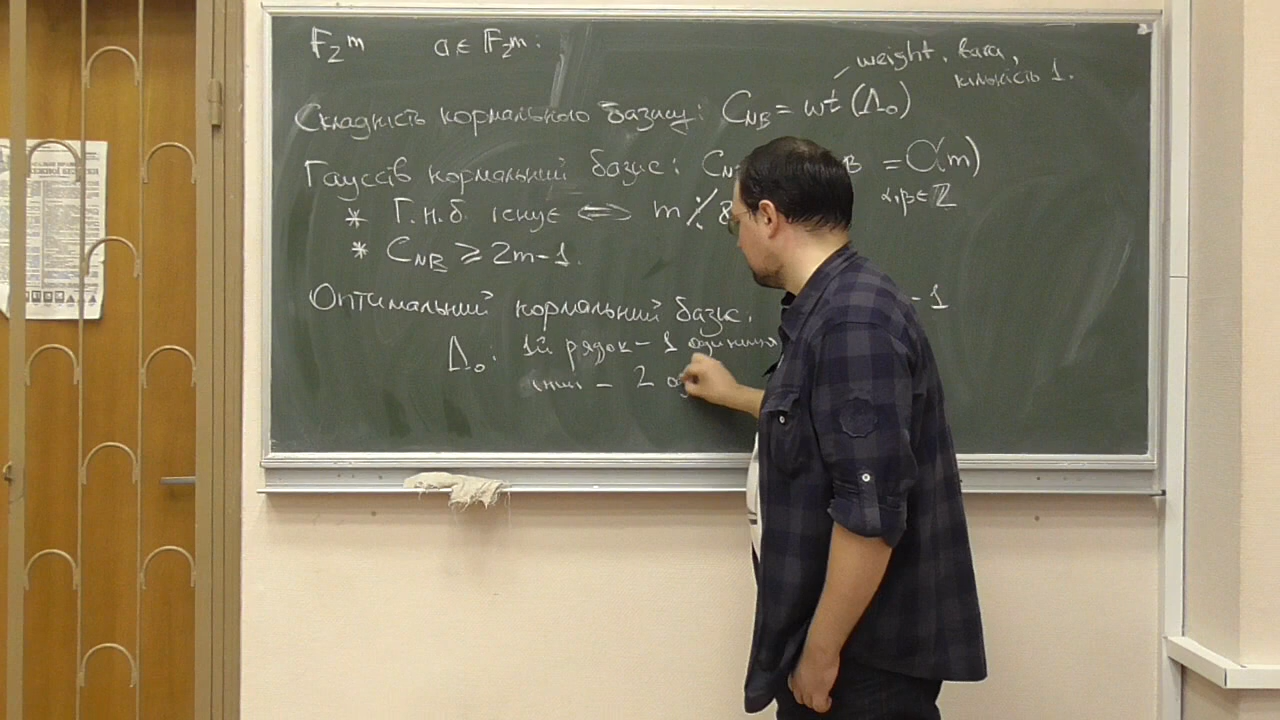 F₂m a ∈ F₂m:
weight, вага,
кількість 1.
Складність нормального базису: C_NB = wt (Λ₀)
Гауссів нормальний базис: C_N B = O(m)
α, β ∈ ℤ
* Г.н.б. існує ⇔ m ⁒ 8
* C_NB ≥ 2m-1.
Оптимальний нормальний базис. -1
Λ₀: 1й рядок - 1 одиниця
інші - 2 од